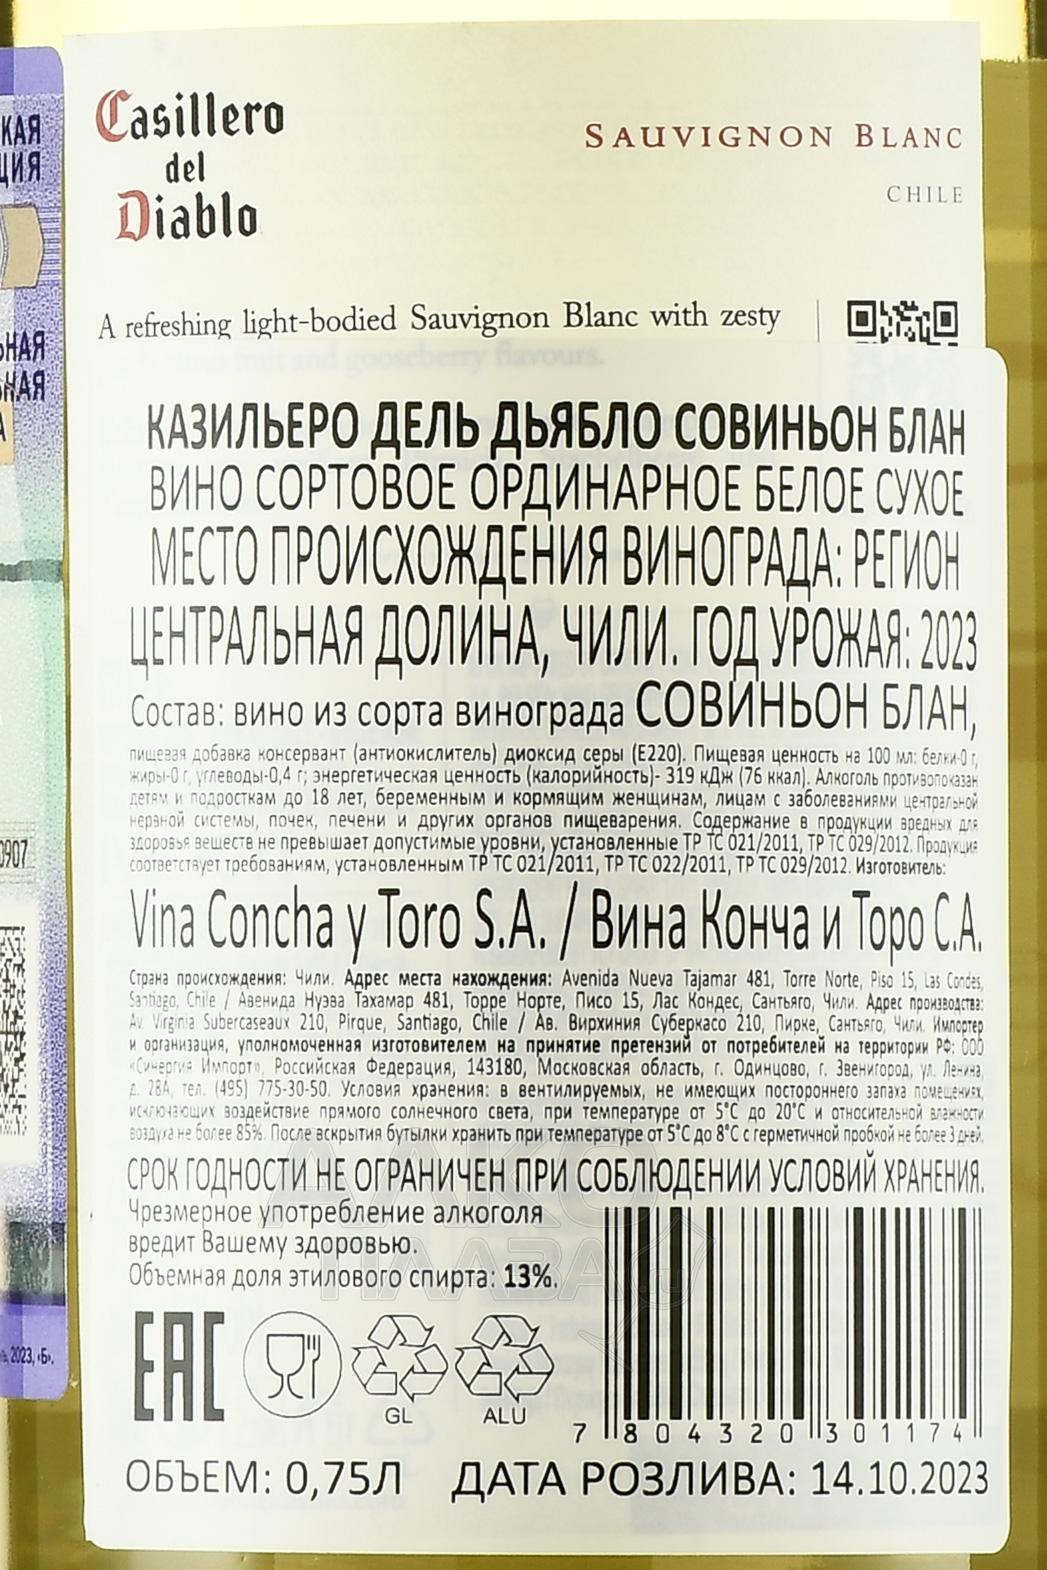 Casillero
del
Diablo
SAUVIGNON BLANC
CHILE
A refreshing light-bodied Sauvignon Blanc with zesty
fruit and gooseberry flavours.
КАЗИЛЬЕРО ДЕЛЬ ДЬЯБЛО СОВИНЬОН БЛАН
ВИНО СОРТОВОЕ ОРДИНАРНОЕ БЕЛОЕ СУХОЕ
МЕСТО ПРОИСХОЖДЕНИЯ ВИНОГРАДА: РЕГИОН
ЦЕНТРАЛЬНАЯ ДОЛИНА, ЧИЛИ. ГОД УРОЖАЯ: 2023
Состав: вино из сорта винограда СОВИНЬОН БЛАН,
пищевая добавка консервант (антиокислитель) диоксид серы (Е220). Пищевая ценность на 100 мл: белки-0 г,
жиры-0 г, углеводы-0,4 г; энергетическая ценность (калорийность)- 319 кДж (76 ккал). Алкоголь противопоказан
детям и подросткам до 18 лет, беременным и кормящим женщинам, лицам с заболеваниями центральной
нервной системы, почек, печени и других органов пищеварения. Содержание в продукции вредных для
здоровья веществ не превышает допустимые уровни, установленные ТР ТС 021/2011, ТР ТС 029/2012. Продукция
соответствует требованиям, установленным ТР ТС 021/2011, ТР ТС 022/2011, ТР ТС 029/2012. Изготовитель:
Vina Concha y Toro S.A. / Вина Конча и Торо С.А.
Страна происхождения: Чили. Адрес места нахождения: Avenida Nueva Tajamar 481, Torre Norte, Piso 15, Las Condes,
Santiago, Chile / Авенида Нуэва Тахамар 481, Торре Норте, Писо 15, Лас Кондес, Сантьяго, Чили. Адрес производства:
Av. Virginia Subercaseaux 210, Pirque, Santiago, Chile / Ав. Вирхиния Суберкасо 210, Пирке, Сантьяго, Чили. Импортер
и организация, уполномоченная изготовителем на принятие претензий от потребителей на территории РФ: ООО
«Синергия Импорт», Российская Федерация, 143180, Московская область, г. Одинцово, г. Звенигород, ул. Ленина,
д. 28А, тел. (495) 775-30-50. Условия хранения: в вентилируемых, не имеющих постороннего запаха помещениях,
исключающих воздействие прямого солнечного света, при температуре от 5°С до 20°С и относительной влажности
воздуха не более 85%. После вскрытия бутылки хранить при температуре от 5°С до 8°С с герметичной пробкой не более 3 дней.
СРОК ГОДНОСТИ НЕ ОГРАНИЧЕН ПРИ СОБЛЮДЕНИИ УСЛОВИЙ ХРАНЕНИЯ.
Чрезмерное употребление алкоголя
вредит Вашему здоровью.
Объемная доля этилового спирта: 13%.
ЕАС
GL
ALU
7 804320 301174
ОБЪЕМ: 0,75Л ДАТА РОЗЛИВА: 14.10.2023
КАЯ
ЦИЯ
ЬНАЯ
ЬНАЯ
А
0907
2023, «Б».
АЛКО
ПЛАЗА